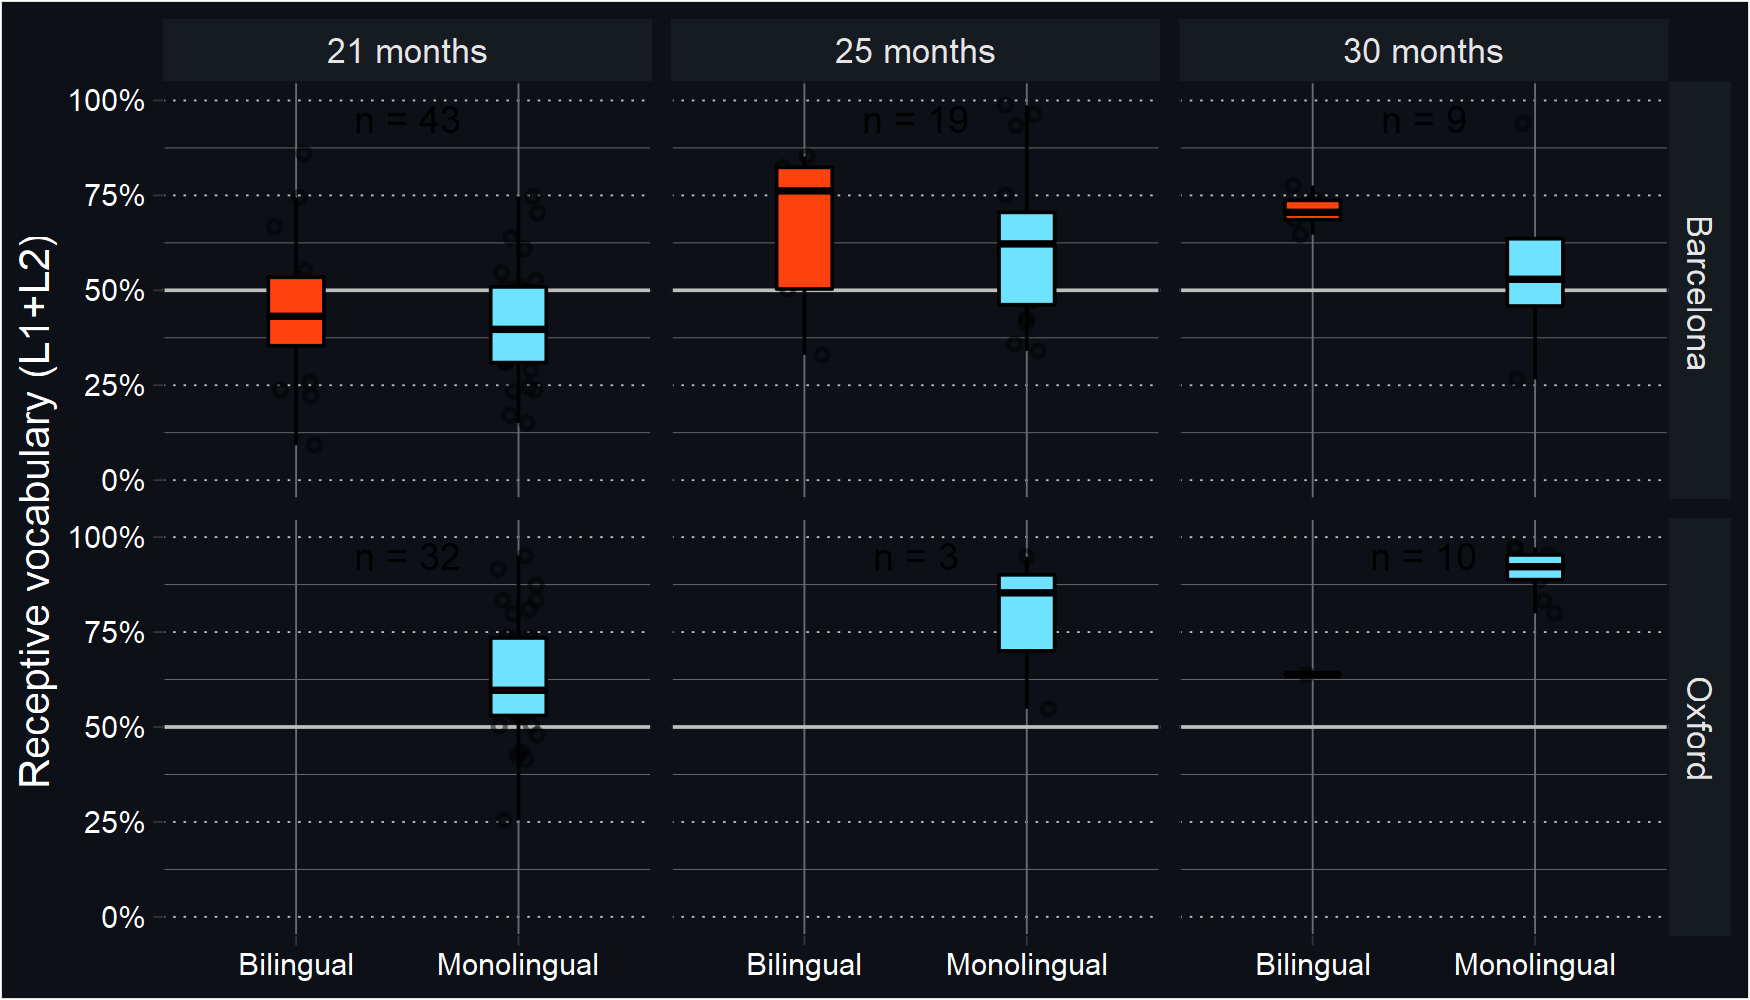 21 months
25 months
30 months
Receptive vocabulary (L1+L2)
100%
75%
50%
25%
0%
n = 43
n = 19
n = 9
Barcelona
100%
75%
50%
25%
0%
n = 32
n = 3
n = 10
Oxford
Bilingual
Monolingual
Bilingual
Monolingual
Bilingual
Monolingual